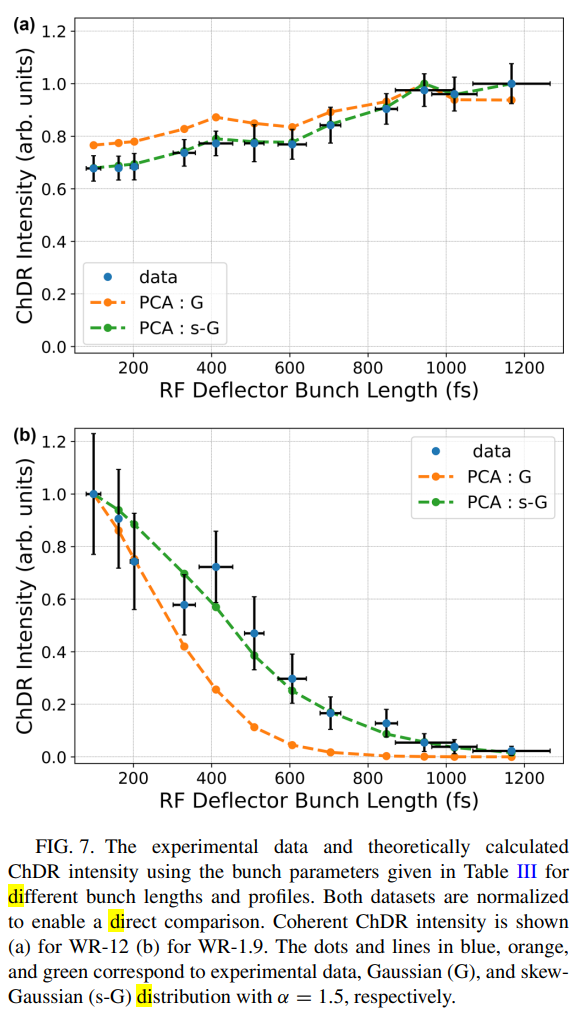 (a)
1.2
1.0
0.8
0.6
0.4
0.2
0.0
ChDR Intensity (arb. units)
data
PCA : G
PCA : s-G
200 400 600 800 1000 1200
RF Deflector Bunch Length (fs)
(b)
1.2
1.0
0.8
0.6
0.4
0.2
0.0
ChDR Intensity (arb. units)
data
PCA : G
PCA : s-G
200 400 600 800 1000 1200
RF Deflector Bunch Length (fs)
FIG. 7. The experimental data and theoretically calculated
ChDR intensity using the bunch parameters given in Table III for
different bunch lengths and profiles. Both datasets are normalized
to enable a direct comparison. Coherent ChDR intensity is shown
(a) for WR-12 (b) for WR-1.9. The dots and lines in blue, orange,
and green correspond to experimental data, Gaussian (G), and skew-
Gaussian (s-G) distribution with α = 1.5, respectively.